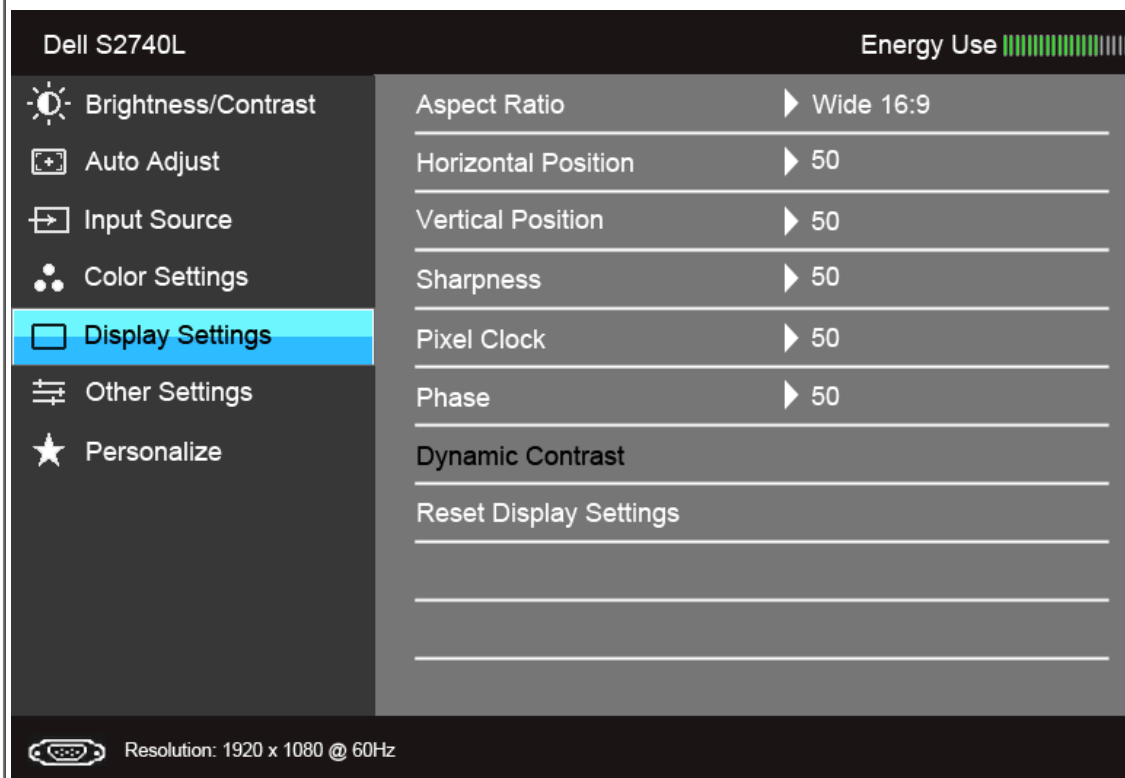 Dell S2740L
Energy Use
Brightness/Contrast
Auto Adjust
Input Source
Color Settings
Display Settings
Other Settings
Personalize
Aspect Ratio Wide 16:9
Horizontal Position 50
Vertical Position 50
Sharpness 50
Pixel Clock 50
Phase 50
Dynamic Contrast
Reset Display Settings
Resolution: 1920 x 1080 @ 60Hz